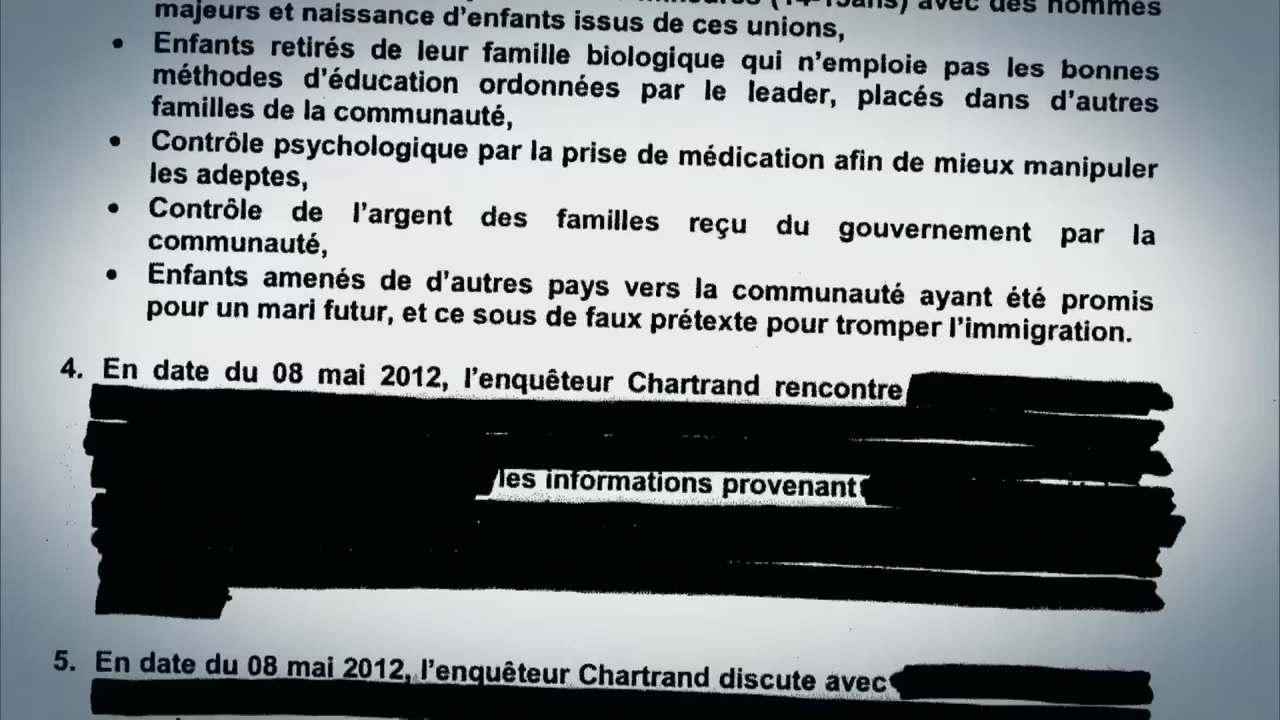 avec des hommes
majeurs et naissance d'enfants issus de ces unions,
• Enfants retirés de leur famille biologique qui n'emploie pas les bonnes
méthodes d'éducation ordonnées par le leader, placés dans d'autres
familles de la communauté,
• Contrôle psychologique par la prise de médication afin de mieux manipuler
les adeptes,
• Contrôle de l'argent des familles reçu du gouvernement par la
communauté,
• Enfants amenés de d'autres pays vers la communauté ayant été promis
pour un mari futur, et ce sous de faux prétexte pour tromper l'immigration.
4. En date du 08 mai 2012, l'enquêteur Chartrand rencontre
les informations provenant
5. En date du 08 mai 2012, l'enquêteur Chartrand discute avec